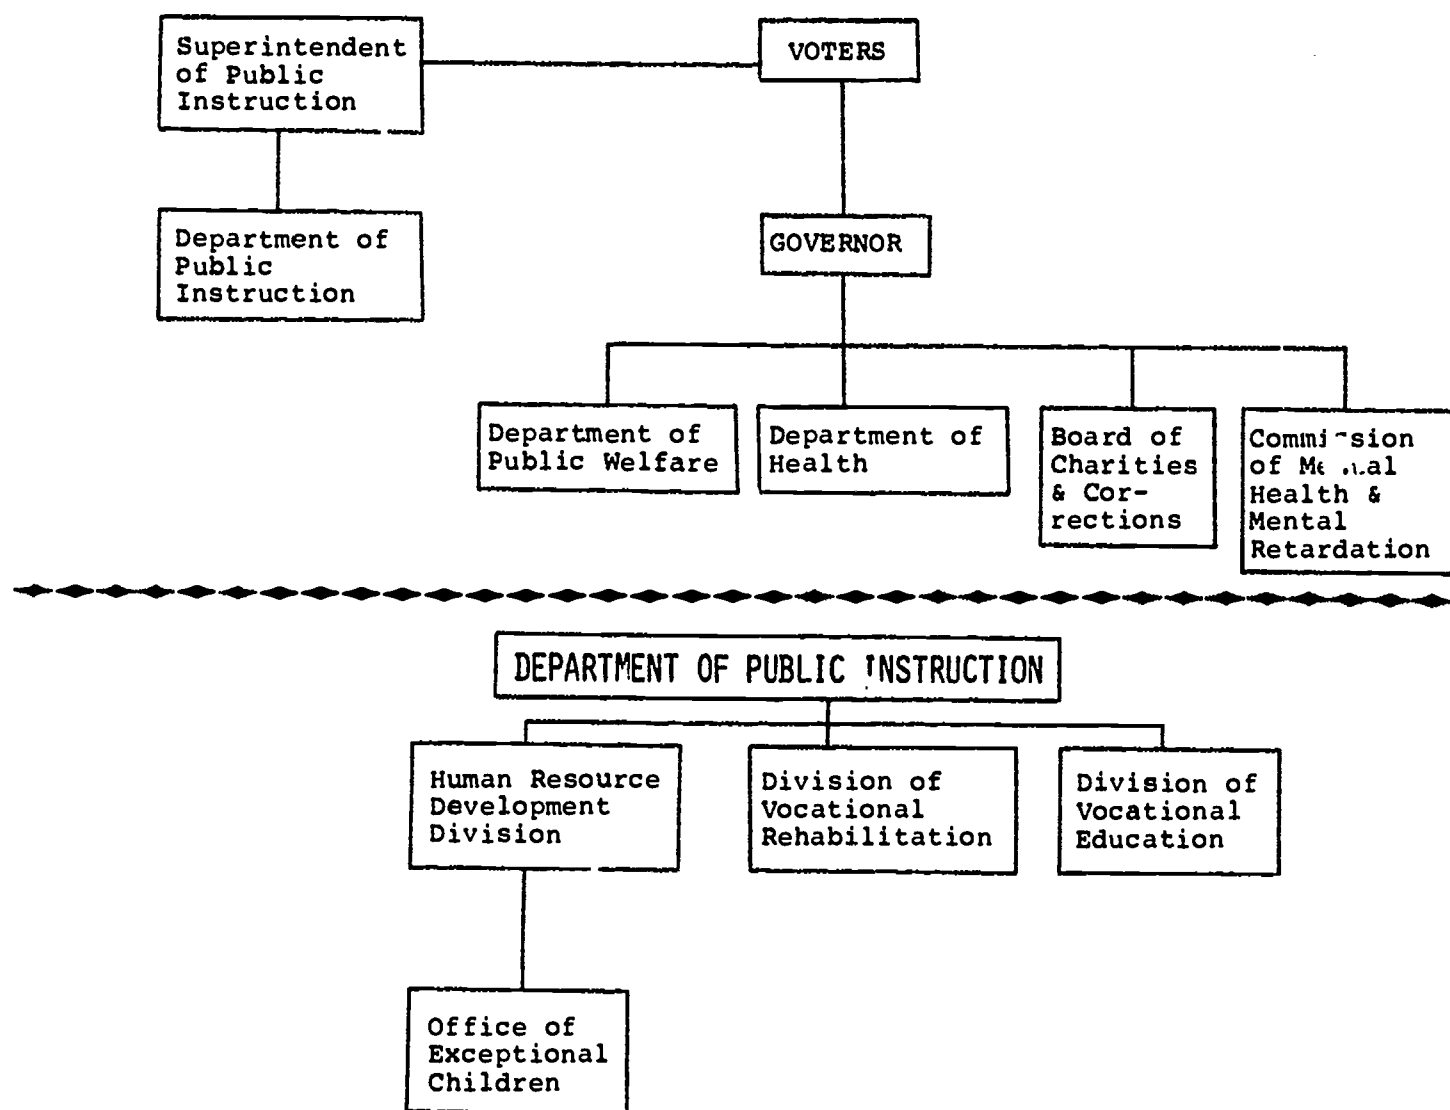 Superintendent
of Public
Instruction
VOTERS
Department of
Public
Instruction
GOVERNOR
Department of
Public Welfare
Department of
Health
Board of
Charities
& Cor-
rections
Commission
of Mental
Health &
Mental
Retardation
DEPARTMENT OF PUBLIC INSTRUCTION
Human Resource
Development
Division
Division of
Vocational
Rehabilitation
Division of
Vocational
Education
Office of
Exceptional
Children